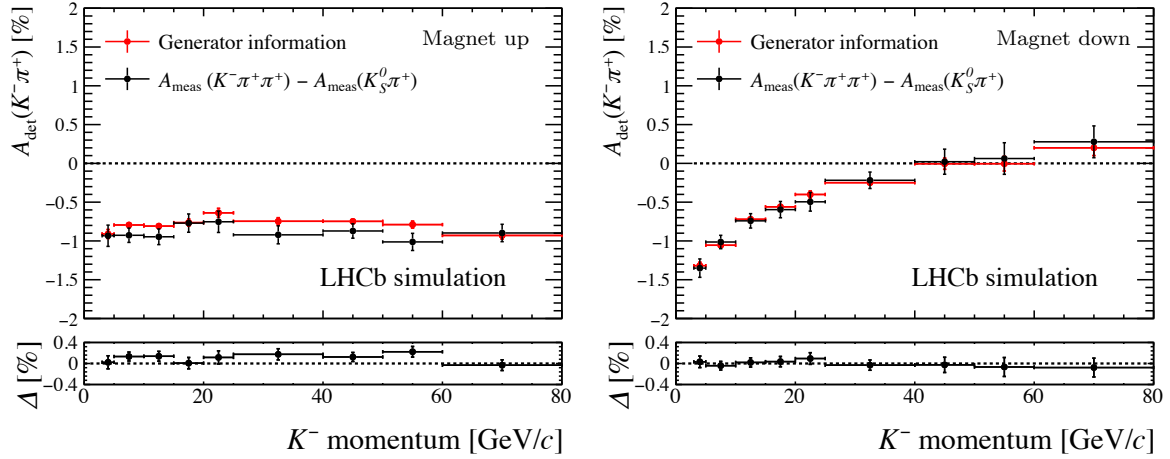 A_det(K⁻π⁺) [%]
2
1.5
1
0.5
0
−0.5
−1
−1.5
−2
Generator information
Magnet up
A_meas (K⁻π⁺π⁺) − A_meas(K_S^0π⁺)
LHCb simulation
Δ [%]
0.4
0
−0.4
0 20 40 60 80
K⁻ momentum [GeV/c]
A_det(K⁻π⁺) [%]
2
1.5
1
0.5
0
−0.5
−1
−1.5
−2
Generator information
Magnet down
A_meas(K⁻π⁺π⁺) − A_meas(K_S^0π⁺)
LHCb simulation
Δ [%]
0.4
0
−0.4
0 20 40 60 80
K⁻ momentum [GeV/c]